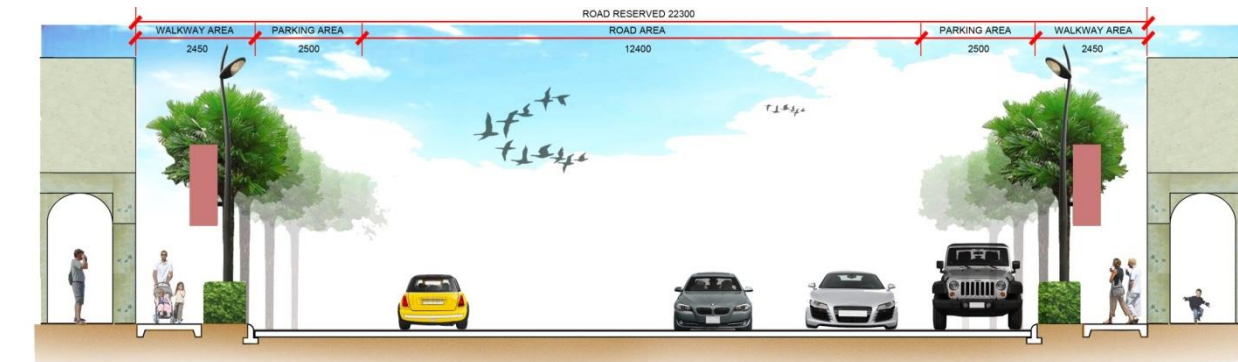 ROAD RESERVED 22300
WALKWAY AREA
PARKING AREA
ROAD AREA
PARKING AREA
WALKWAY AREA
2450
2500
12400
2500
2450